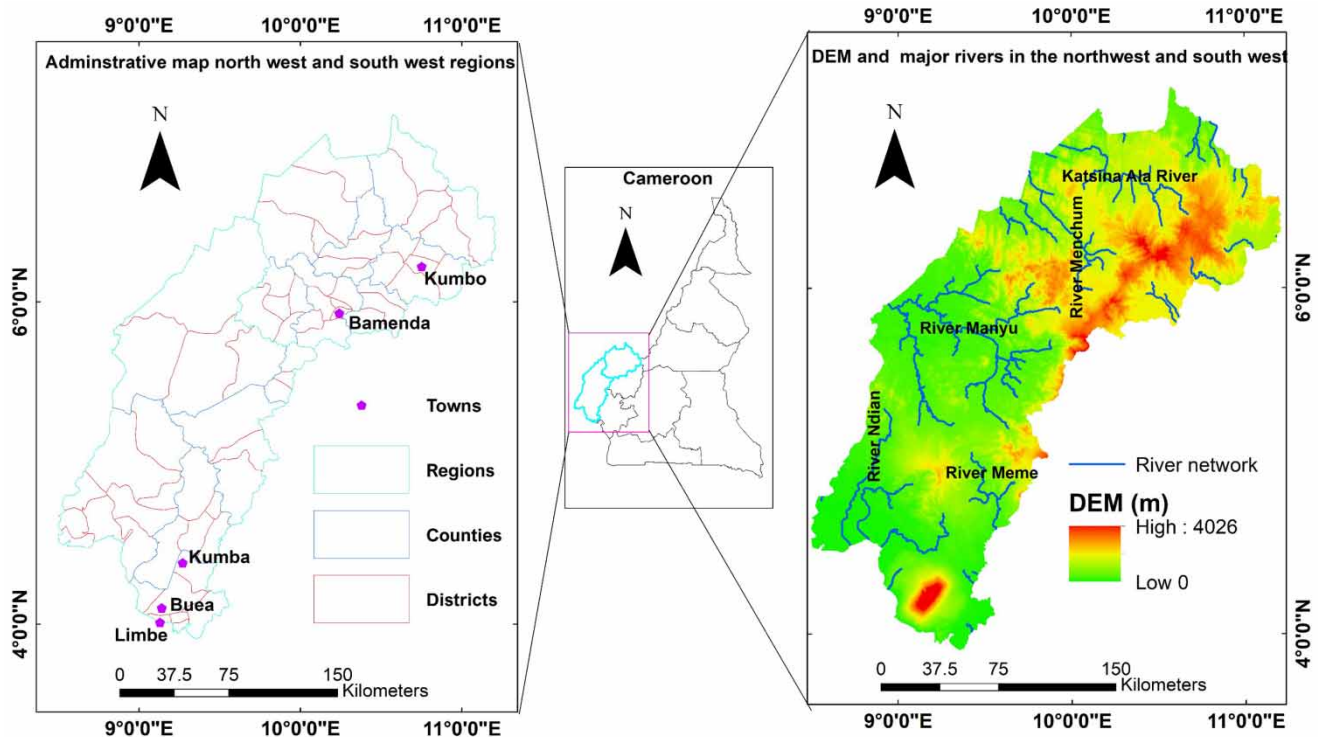 9°0'0"E
10°0'0"E
11°0'0"E
Adminstrative map north west and south west regions
N
Kumbo
Bamenda
Towns
Regions
Counties
Districts
Kumba
Buea
Limbe
6°0'0"N
4°0'0"N
0 37.5 75 150
Kilometers
9°0'0"E
10°0'0"E
11°0'0"E
Cameroon
N
9°0'0"E
10°0'0"E
11°0'0"E
DEM and major rivers in the northwest and south west
N
Katsina Ala River
River Mepchum
River Manyu
River Ndian
River Meme
River network
DEM (m)
High : 4026
Low 0
6°0'0"N
4°0'0"N
0 37.5 75 150
Kilometers
9°0'0"E
10°0'0"E
11°0'0"E